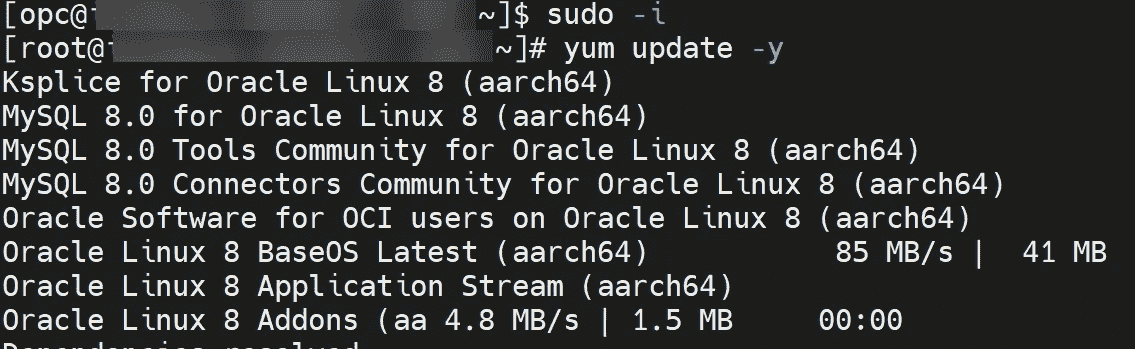 [opc@ ~]$ sudo -i
[root@ ~]# yum update -y
Ksplice for Oracle Linux 8 (aarch64)
MySQL 8.0 for Oracle Linux 8 (aarch64)
MySQL 8.0 Tools Community for Oracle Linux 8 (aarch64)
MySQL 8.0 Connectors Community for Oracle Linux 8 (aarch64)
Oracle Software for OCI users on Oracle Linux 8 (aarch64)
Oracle Linux 8 BaseOS Latest (aarch64) 85 MB/s | 41 MB
Oracle Linux 8 Application Stream (aarch64)
Oracle Linux 8 Addons (aa 4.8 MB/s | 1.5 MB 00:00
Dependencies resolved